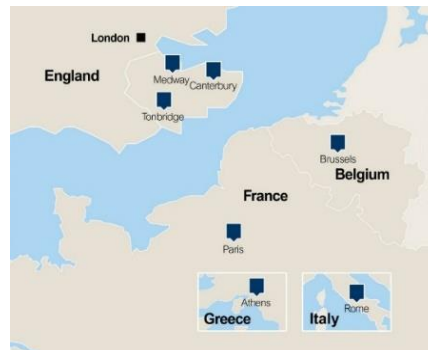 London
England
Medway
Canterbury
Tonbridge
Brussels
Belgium
France
Paris
Athens
Greece
Rome
Italy